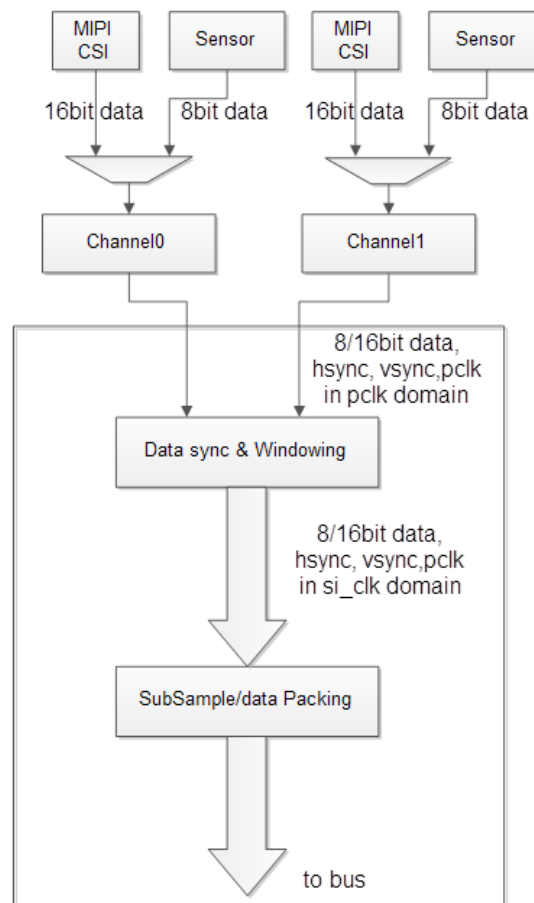 MIPI
CSI
Sensor
MIPI
CSI
Sensor
16bit data
8bit data
16bit data
8bit data
Channel0
Channel1
8/16bit data,
hsync, vsync,pclk
in pclk domain
Data sync & Windowing
8/16bit data,
hsync, vsync,pclk
in si_clk domain
SubSample/data Packing
to bus